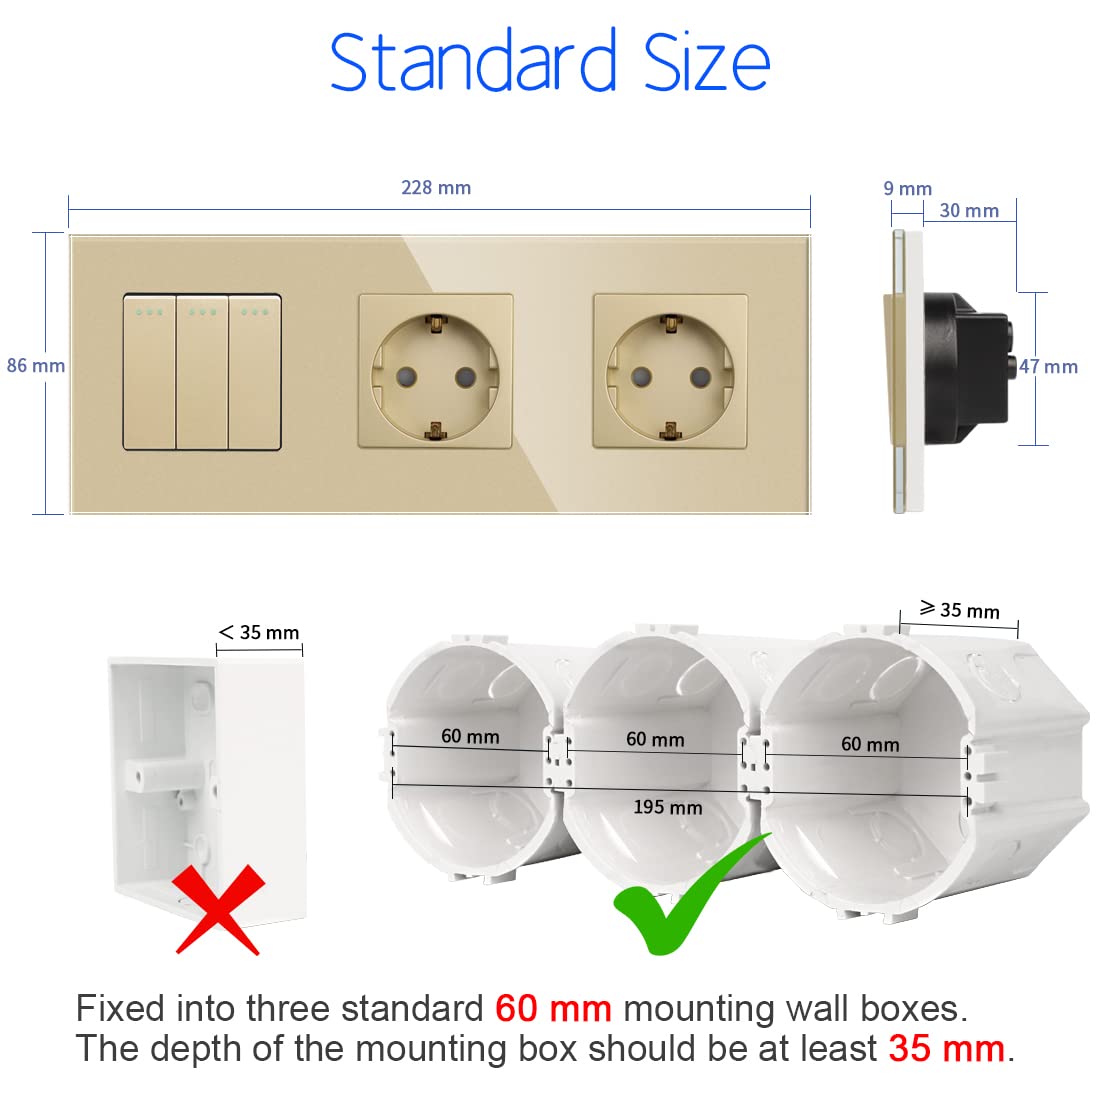 Standard Size
228 mm
9 mm
30 mm
86 mm
47 mm
< 35 mm
⩾ 35 mm
60 mm
60 mm
60 mm
195 mm
Fixed into three standard 60 mm mounting wall boxes.
The depth of the mounting box should be at least 35 mm.